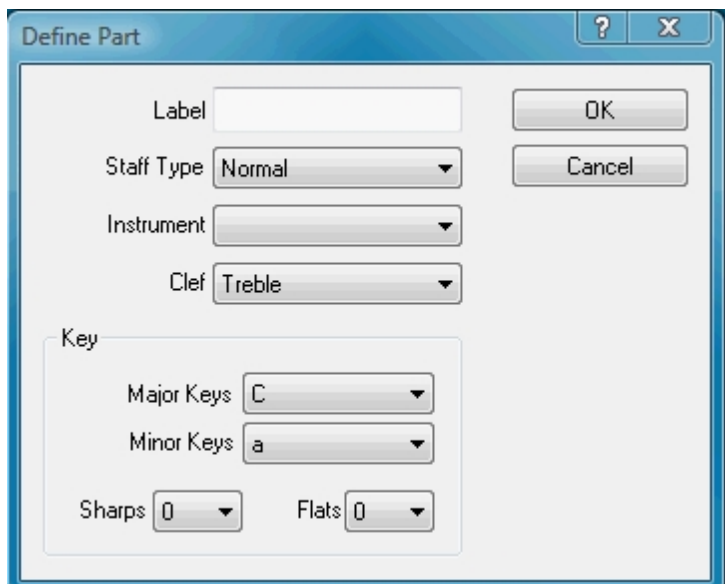 Define Part
Label
OK
Staff Type Normal
Cancel
Instrument
Clef Treble
Key
Major Keys C
Minor Keys a
Sharps 0 Flats 0